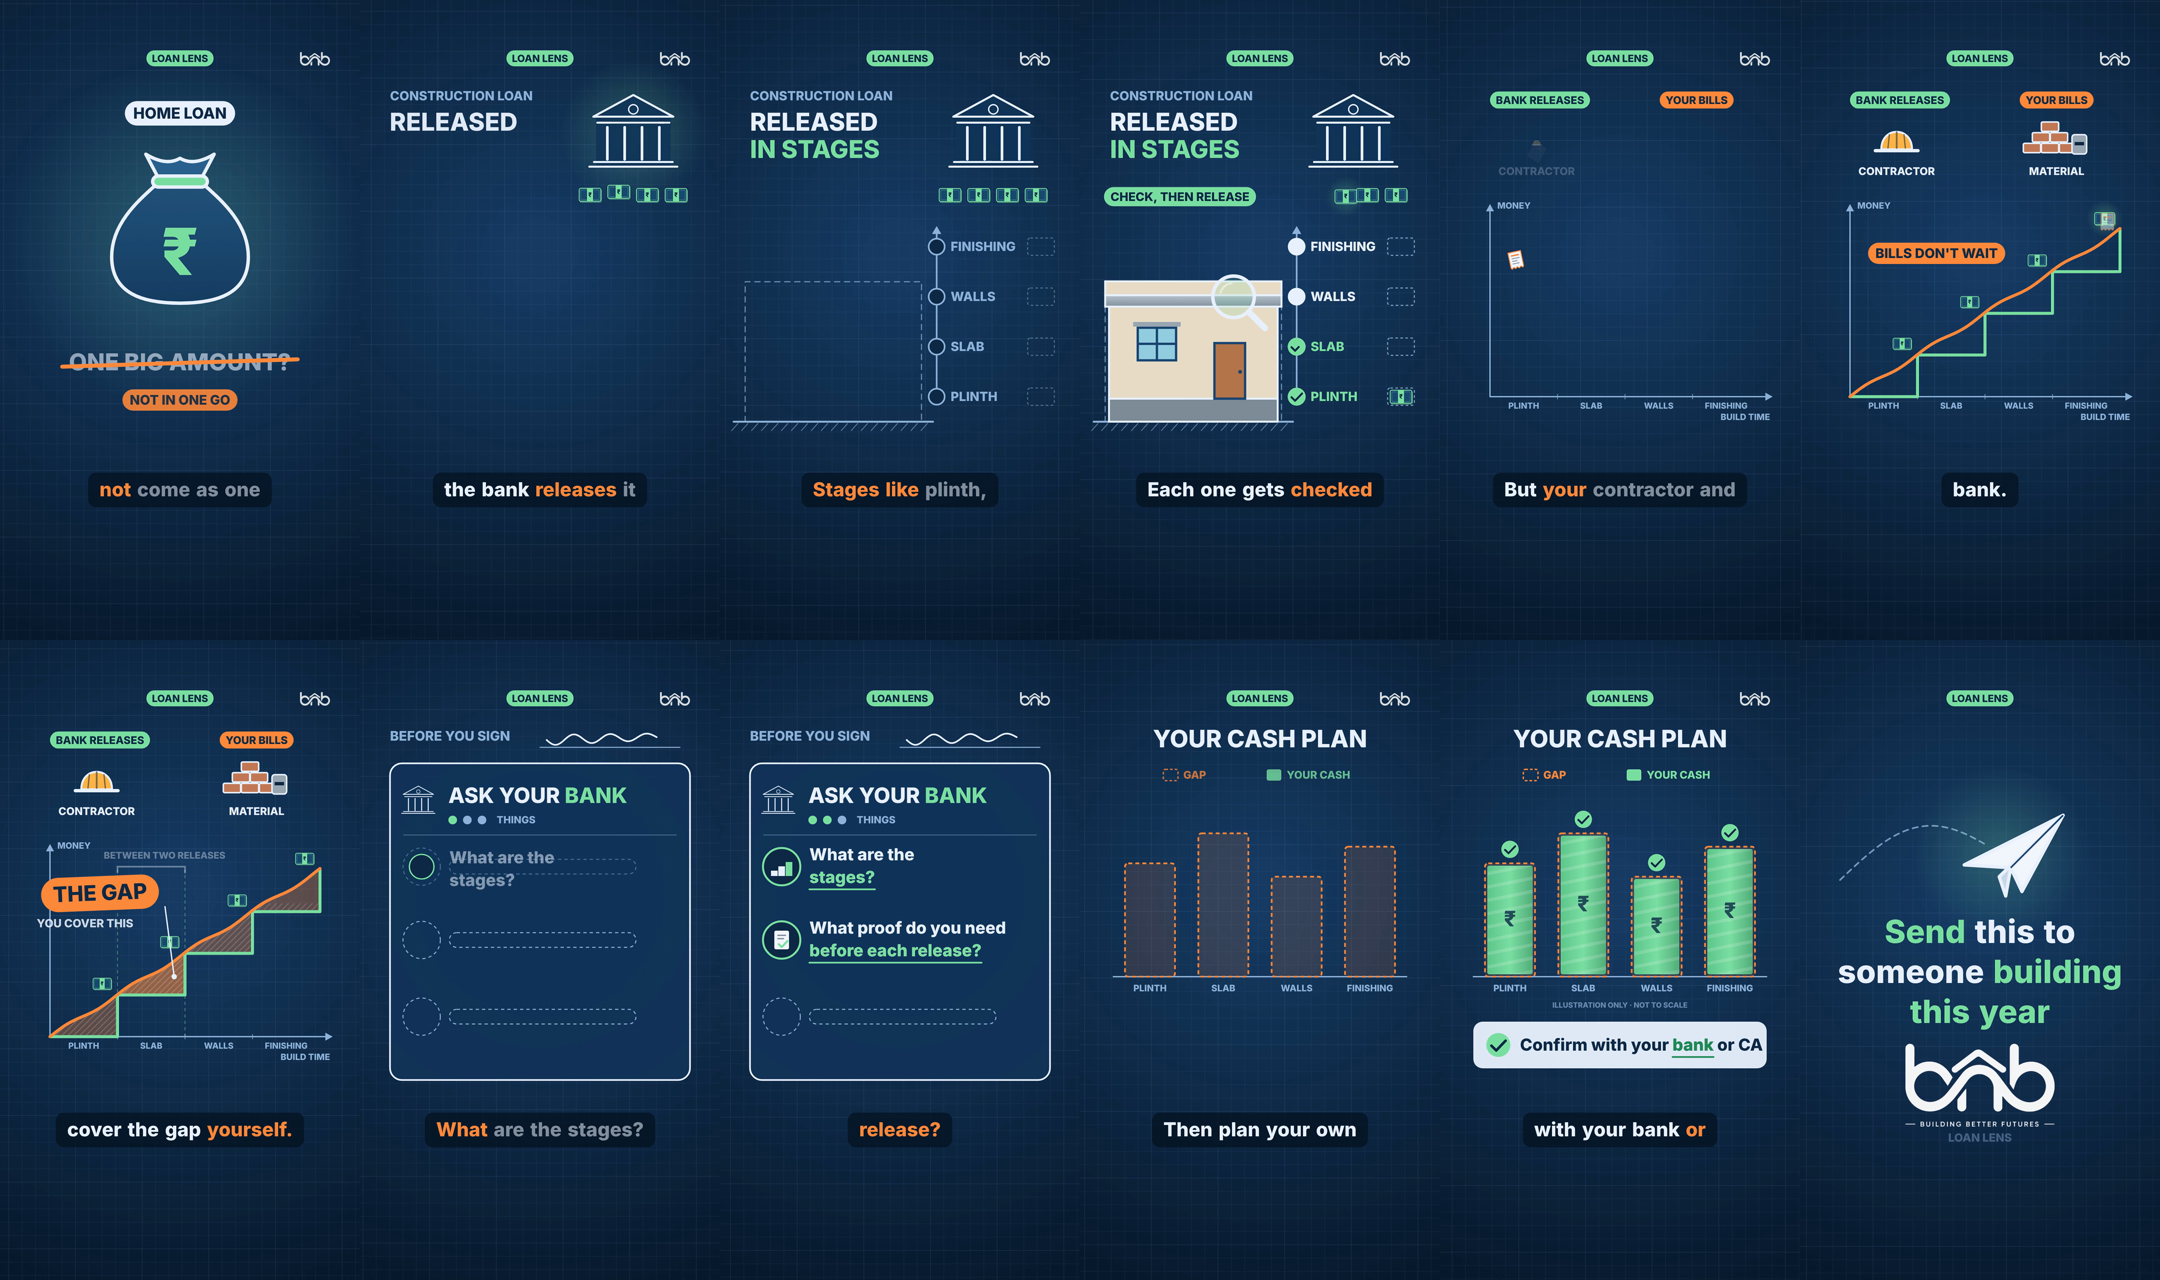 LOAN LENS
bnb
HOME LOAN
₹
ONE BIG AMOUNT?
NOT IN ONE GO
not come as one
LOAN LENS
bnb
CONSTRUCTION LOAN
RELEASED
the bank releases it
LOAN LENS
bnb
CONSTRUCTION LOAN
RELEASED
IN STAGES
FINISHING
WALLS
SLAB
PLINTH
Stages like plinth,
LOAN LENS
bnb
CONSTRUCTION LOAN
RELEASED
IN STAGES
CHECK, THEN RELEASE
FINISHING
WALLS
SLAB
PLINTH
Each one gets checked
LOAN LENS
bnb
BANK RELEASES
YOUR BILLS
CONTRACTOR
MONEY
PLINTH
SLAB
WALLS
FINISHING
BUILD TIME
But your contractor and
LOAN LENS
bnb
BANK RELEASES
YOUR BILLS
CONTRACTOR
MATERIAL
MONEY
BILLS DON'T WAIT
PLINTH
SLAB
WALLS
FINISHING
BUILD TIME
bank.
LOAN LENS
bnb
BANK RELEASES
YOUR BILLS
CONTRACTOR
MATERIAL
MONEY
BETWEEN TWO RELEASES
THE GAP
YOU COVER THIS
PLINTH
SLAB
WALLS
FINISHING
BUILD TIME
cover the gap yourself.
LOAN LENS
bnb
BEFORE YOU SIGN
ASK YOUR BANK
THINGS
What are the
stages?
What are the stages?
LOAN LENS
bnb
BEFORE YOU SIGN
ASK YOUR BANK
THINGS
What are the
stages?
What proof do you need
before each release?
release?
LOAN LENS
bnb
YOUR CASH PLAN
GAP
YOUR CASH
PLINTH
SLAB
WALLS
FINISHING
Then plan your own
LOAN LENS
bnb
YOUR CASH PLAN
GAP
YOUR CASH
₹
₹
₹
₹
PLINTH
SLAB
WALLS
FINISHING
ILLUSTRATION ONLY · NOT TO SCALE
Confirm with your bank or CA
with your bank or
LOAN LENS
Send this to
someone building
this year
bnb
BUILDING BETTER FUTURES
LOAN LENS